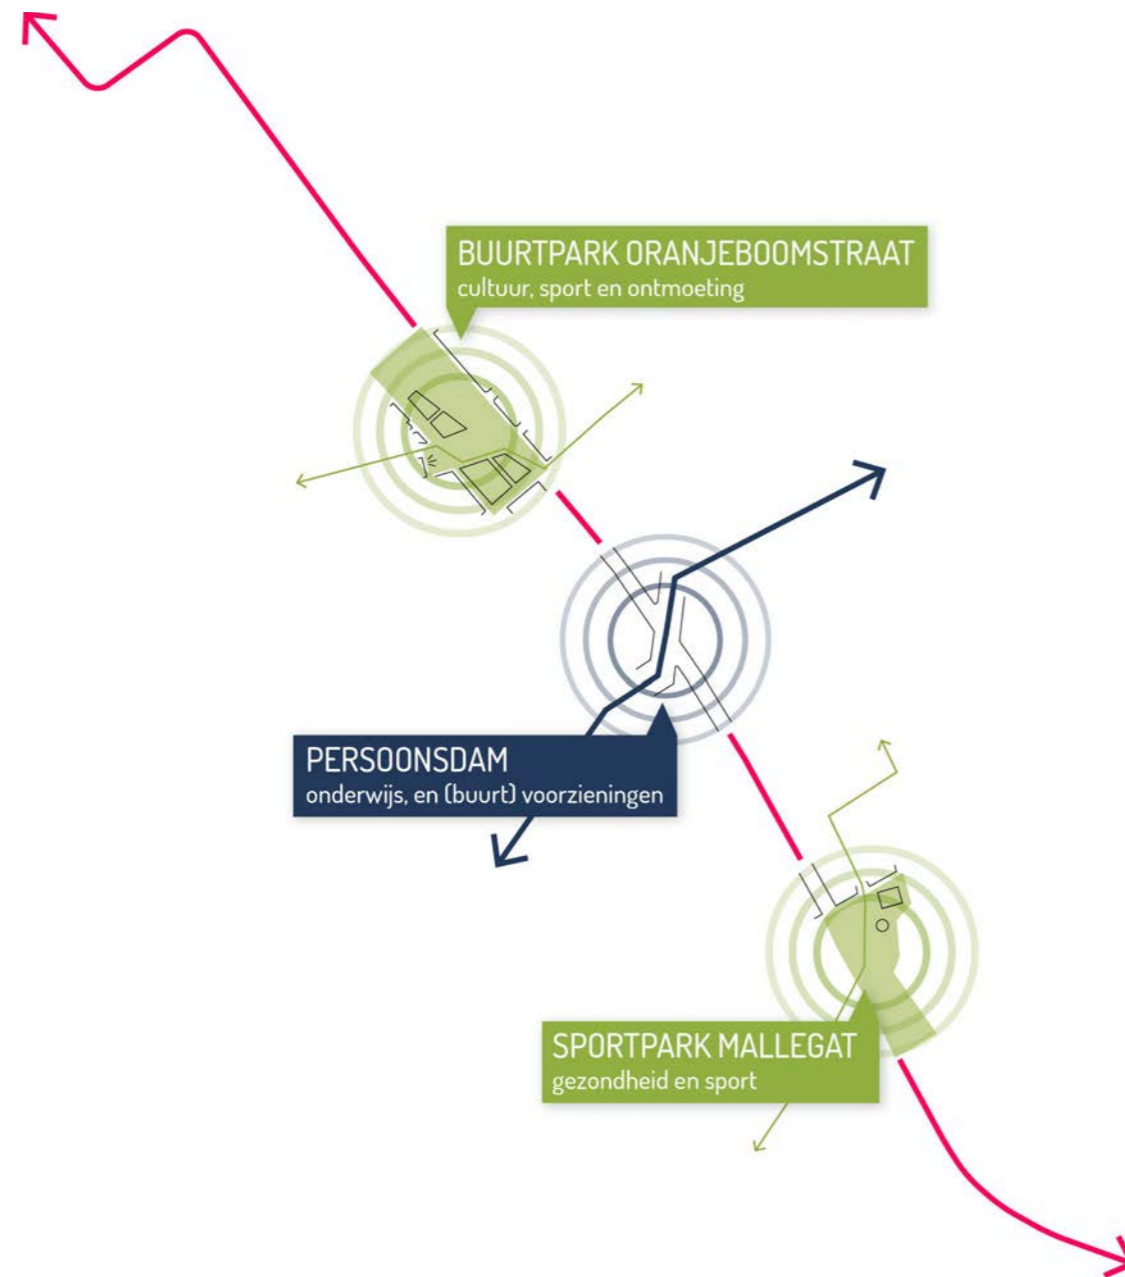 BUURTPARK ORANJEBOOMSTRAAT
cultuur, sport en ontmoeting
PERSOONSDAM
onderwijs, en (buurt) voorzieningen
SPORTPARK MALLEGAT
gezondheid en sport